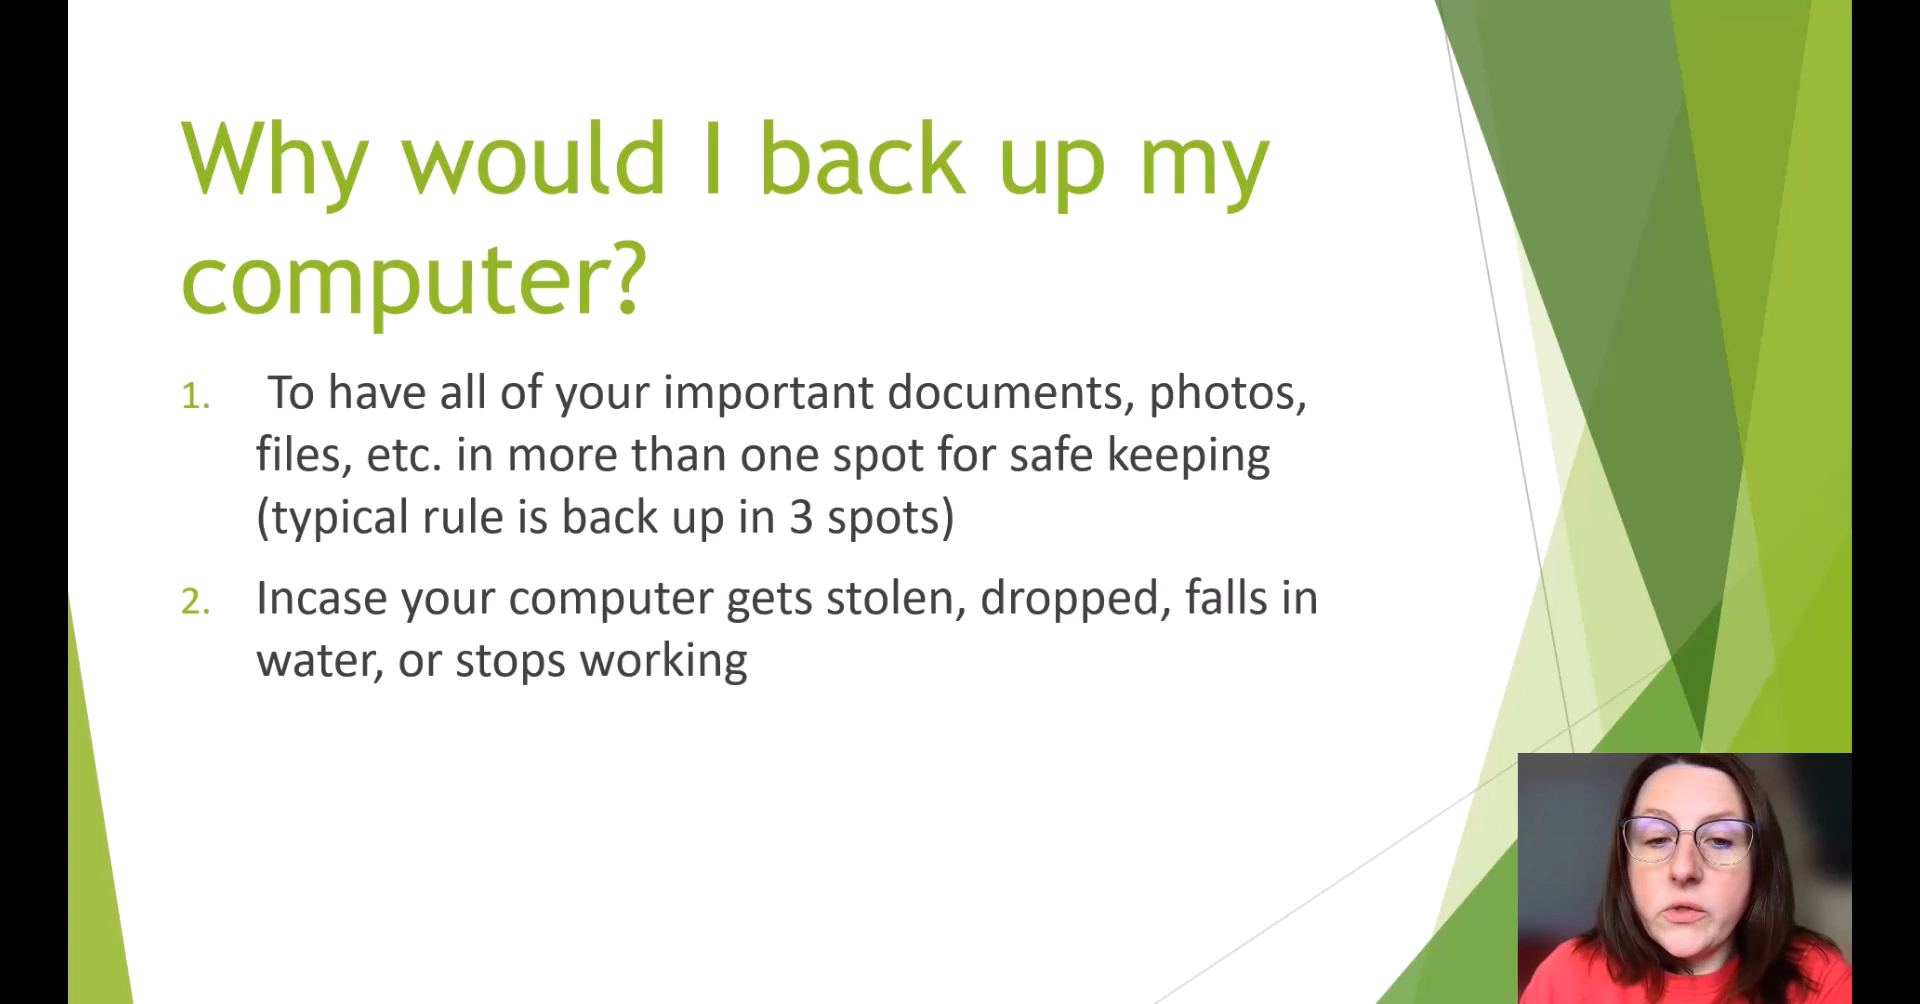 Why would I back up my
computer?
1. To have all of your important documents, photos,
files, etc. in more than one spot for safe keeping
(typical rule is back up in 3 spots)
2. Incase your computer gets stolen, dropped, falls in
water, or stops working